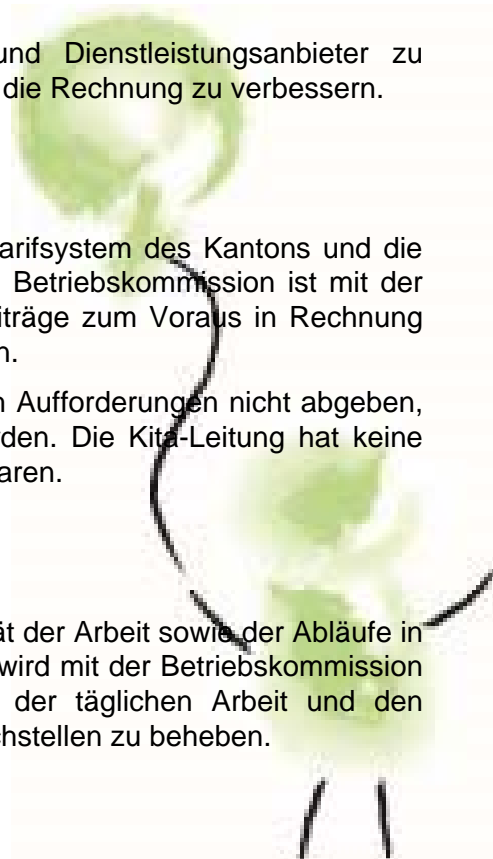 und Dienstleistungsanbieter zu
die Rechnung zu verbessern.
arifsystem des Kantons und die
Betriebskommission ist mit der
iträge zum Voraus in Rechnung
n.
n Aufforderungen nicht abgeben,
rden. Die Kita-Leitung hat keine
aren.
ät der Arbeit sowie der Abläufe in
wird mit der Betriebskommission
der täglichen Arbeit und den
chstellen zu beheben.